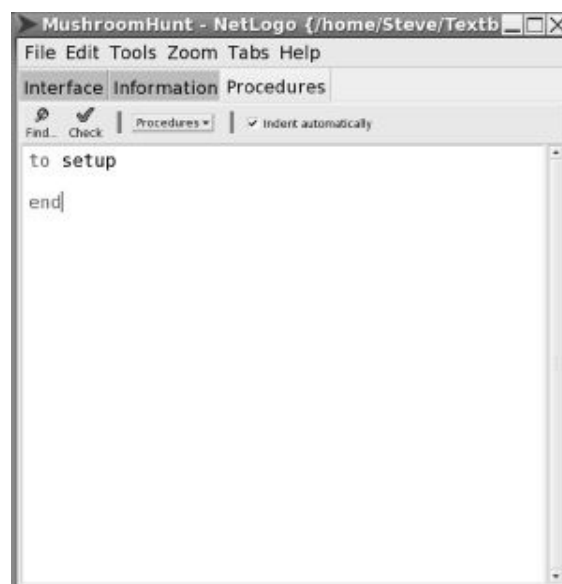 MushroomHunt - NetLogo {/home/Steve/Textb
File Edit Tools Zoom Tabs Help
Interface Information Procedures
Find... Check Procedures Indent automatically
to setup
end